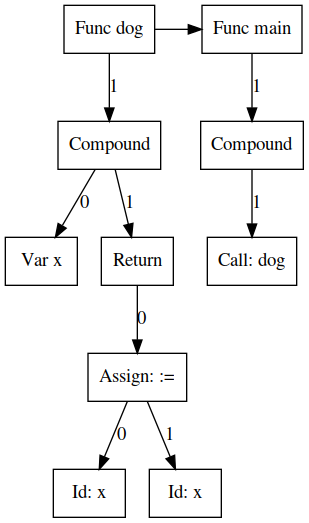 Func dog
Func main
1
1
Compound
Compound
0
1
1
Var x
Return
Call: dog
0
Assign: :=
0
1
Id: x
Id: x